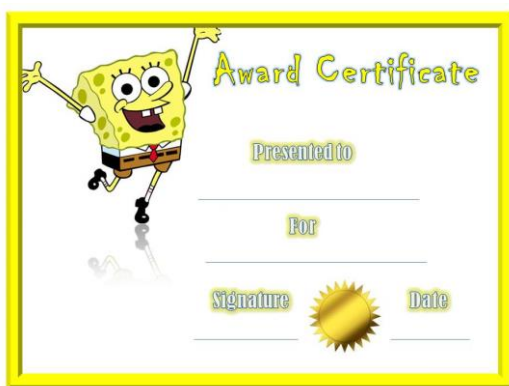 Award Certificate
Presented to
For
Signature Date